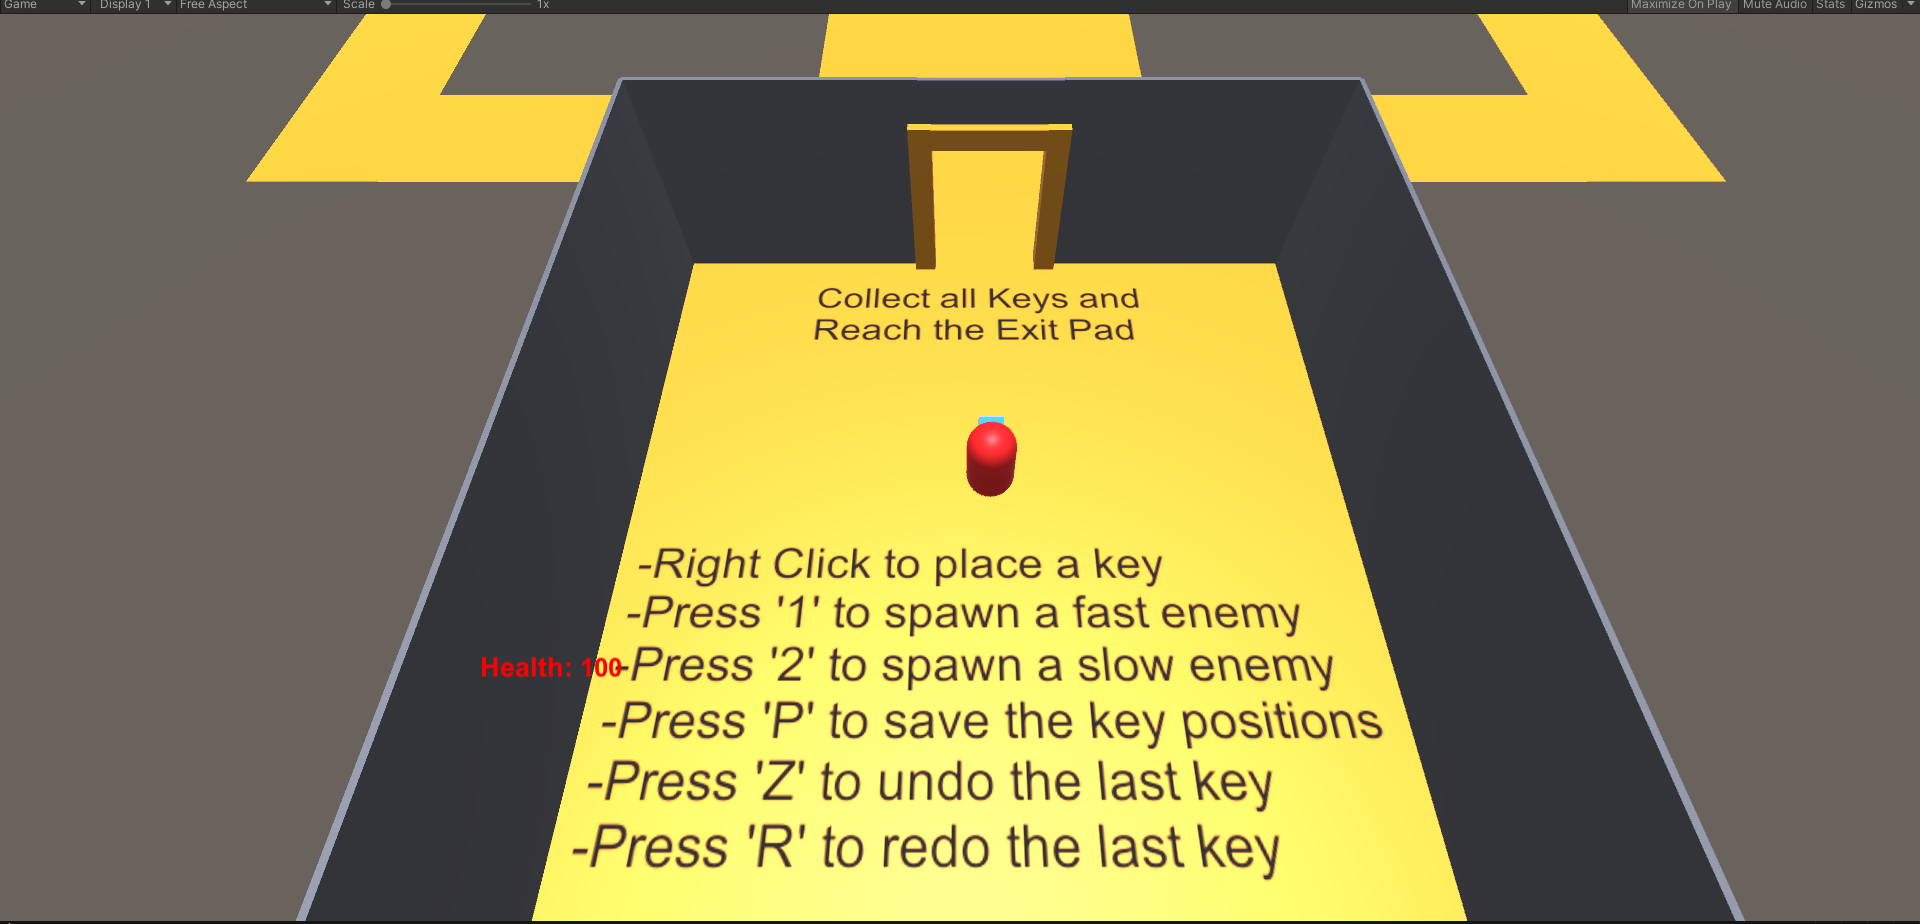 Game Display 1 Free Aspect Scale 1x Maximize On Play Mute Audio Stats Gizmos
Collect all Keys and
Reach the Exit Pad
-Right Click to place a key
-Press '1' to spawn a fast enemy
Health: 100
-Press '2' to spawn a slow enemy
-Press 'P' to save the key positions
-Press 'Z' to undo the last key
-Press 'R' to redo the last key